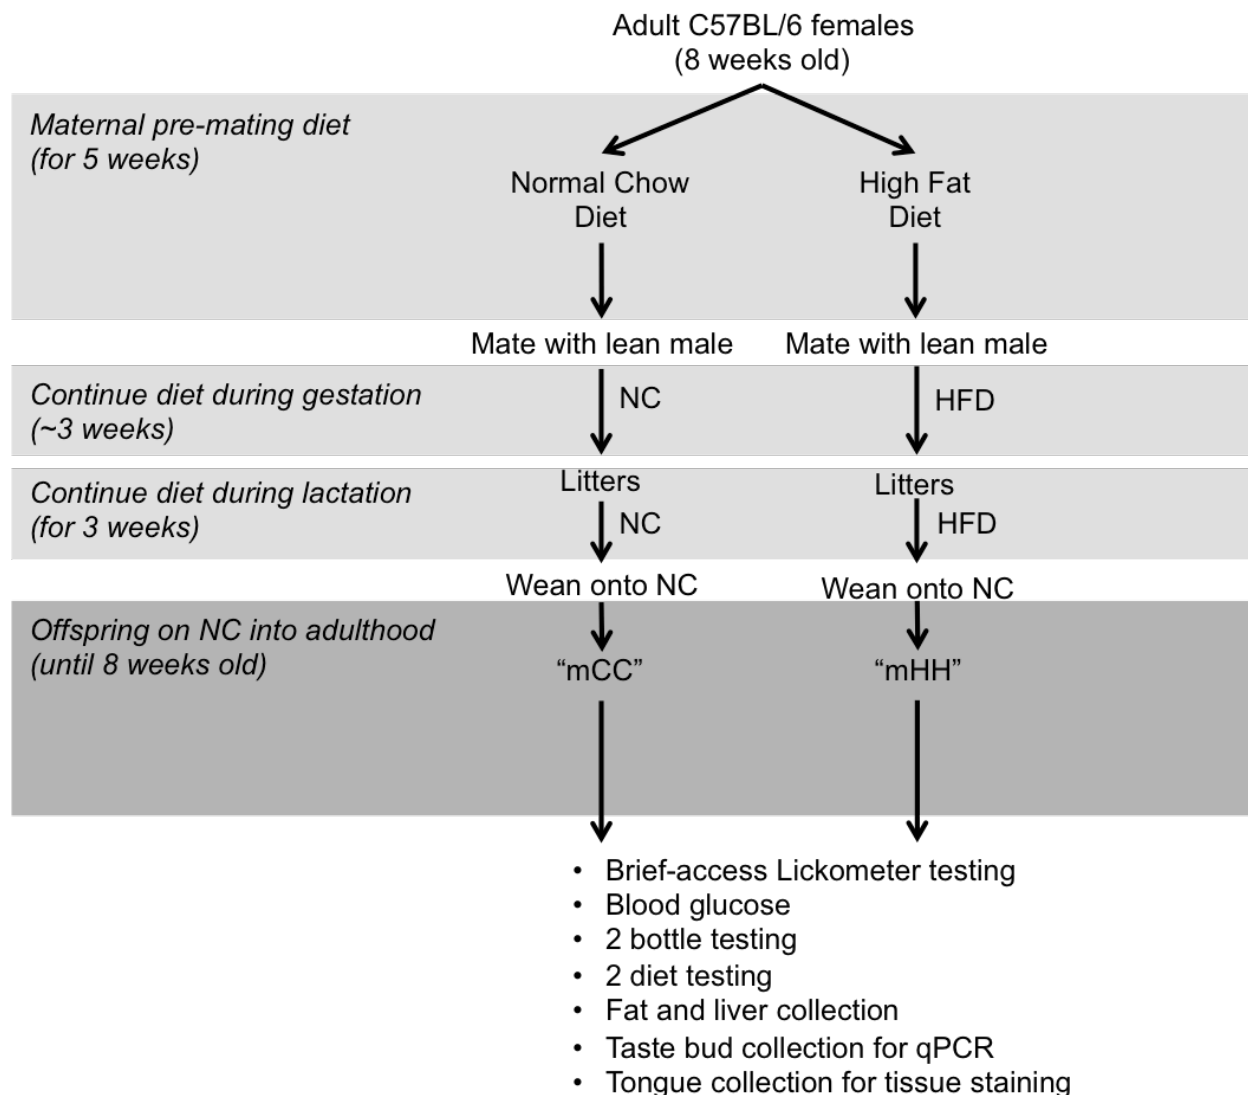 Adult C57BL/6 females
(8 weeks old)
Maternal pre-mating diet
(for 5 weeks)
Normal Chow
Diet
High Fat
Diet
Mate with lean male
Mate with lean male
Continue diet during gestation
(~3 weeks)
NC
HFD
Continue diet during lactation
(for 3 weeks)
Litters
NC
Litters
HFD
Wean onto NC
Wean onto NC
Offspring on NC into adulthood
(until 8 weeks old)
“mCC”
“mHH”
• Brief-access Lickometer testing
• Blood glucose
• 2 bottle testing
• 2 diet testing
• Fat and liver collection
• Taste bud collection for qPCR
• Tongue collection for tissue staining